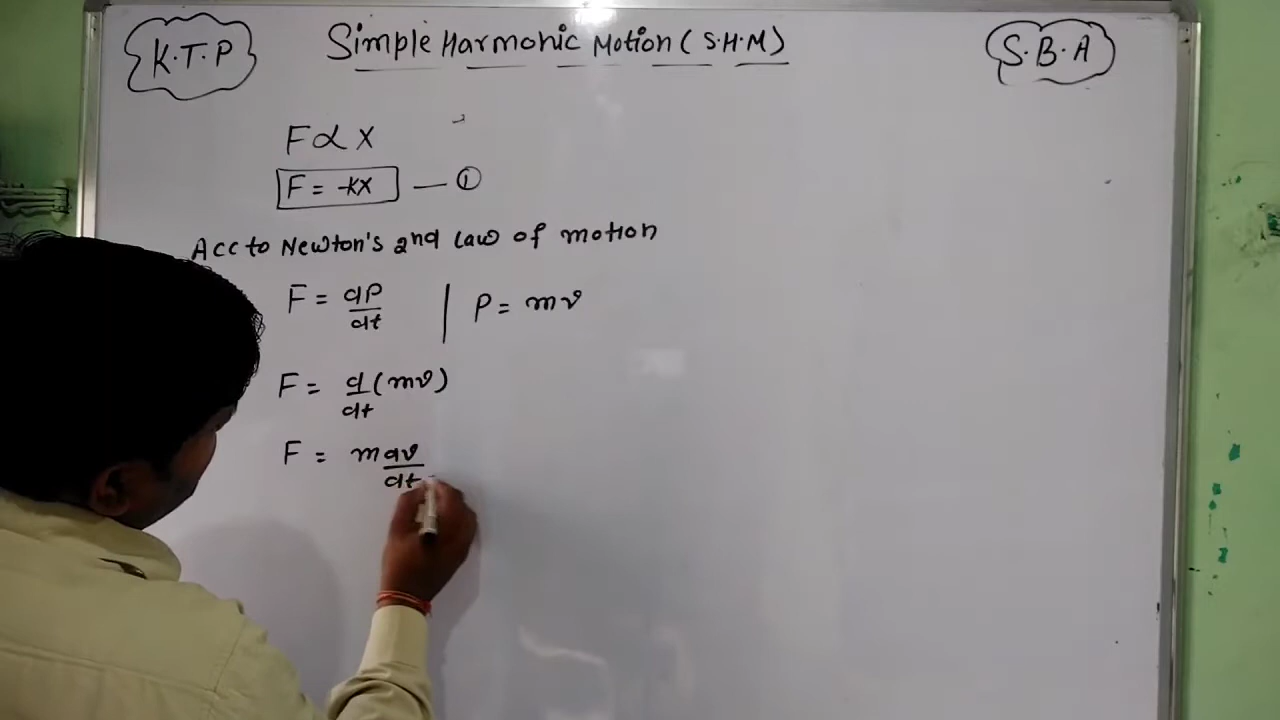 K.T.P
Simple Harmonic Motion (S.H.M)
S.B.A
F ∝ x
F = -kx — ①
Acc to Newton's 2nd Law of motion
F = dP/dt | P = mv
F = d/dt (mv)
F = m dv/dt